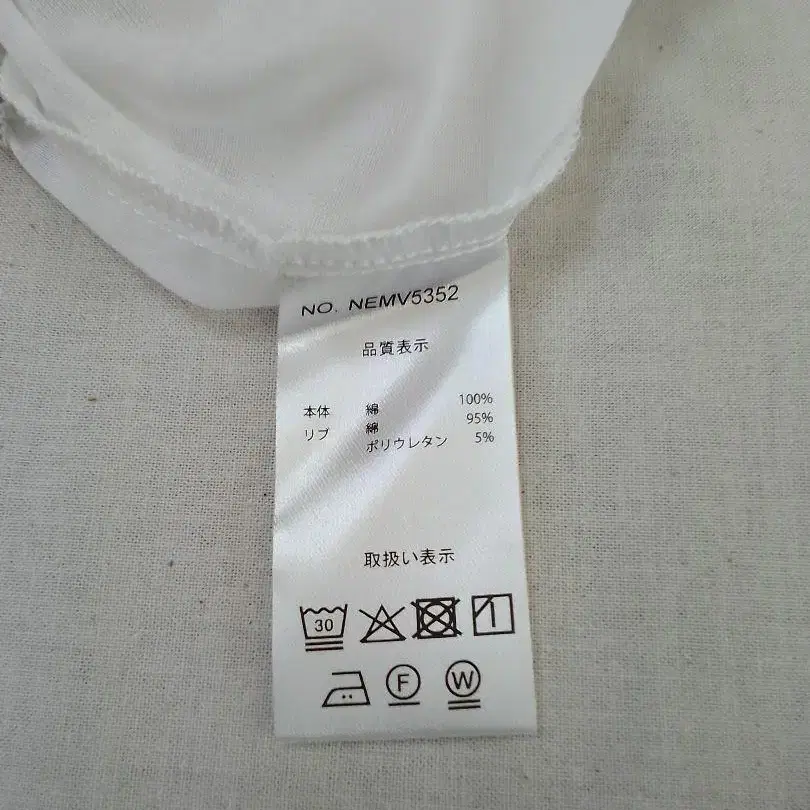 NO. NEMV5352
品質表示
本体 綿 100%
リブ 綿 95%
ポリウレタン 5%
取扱い表示
30
F W